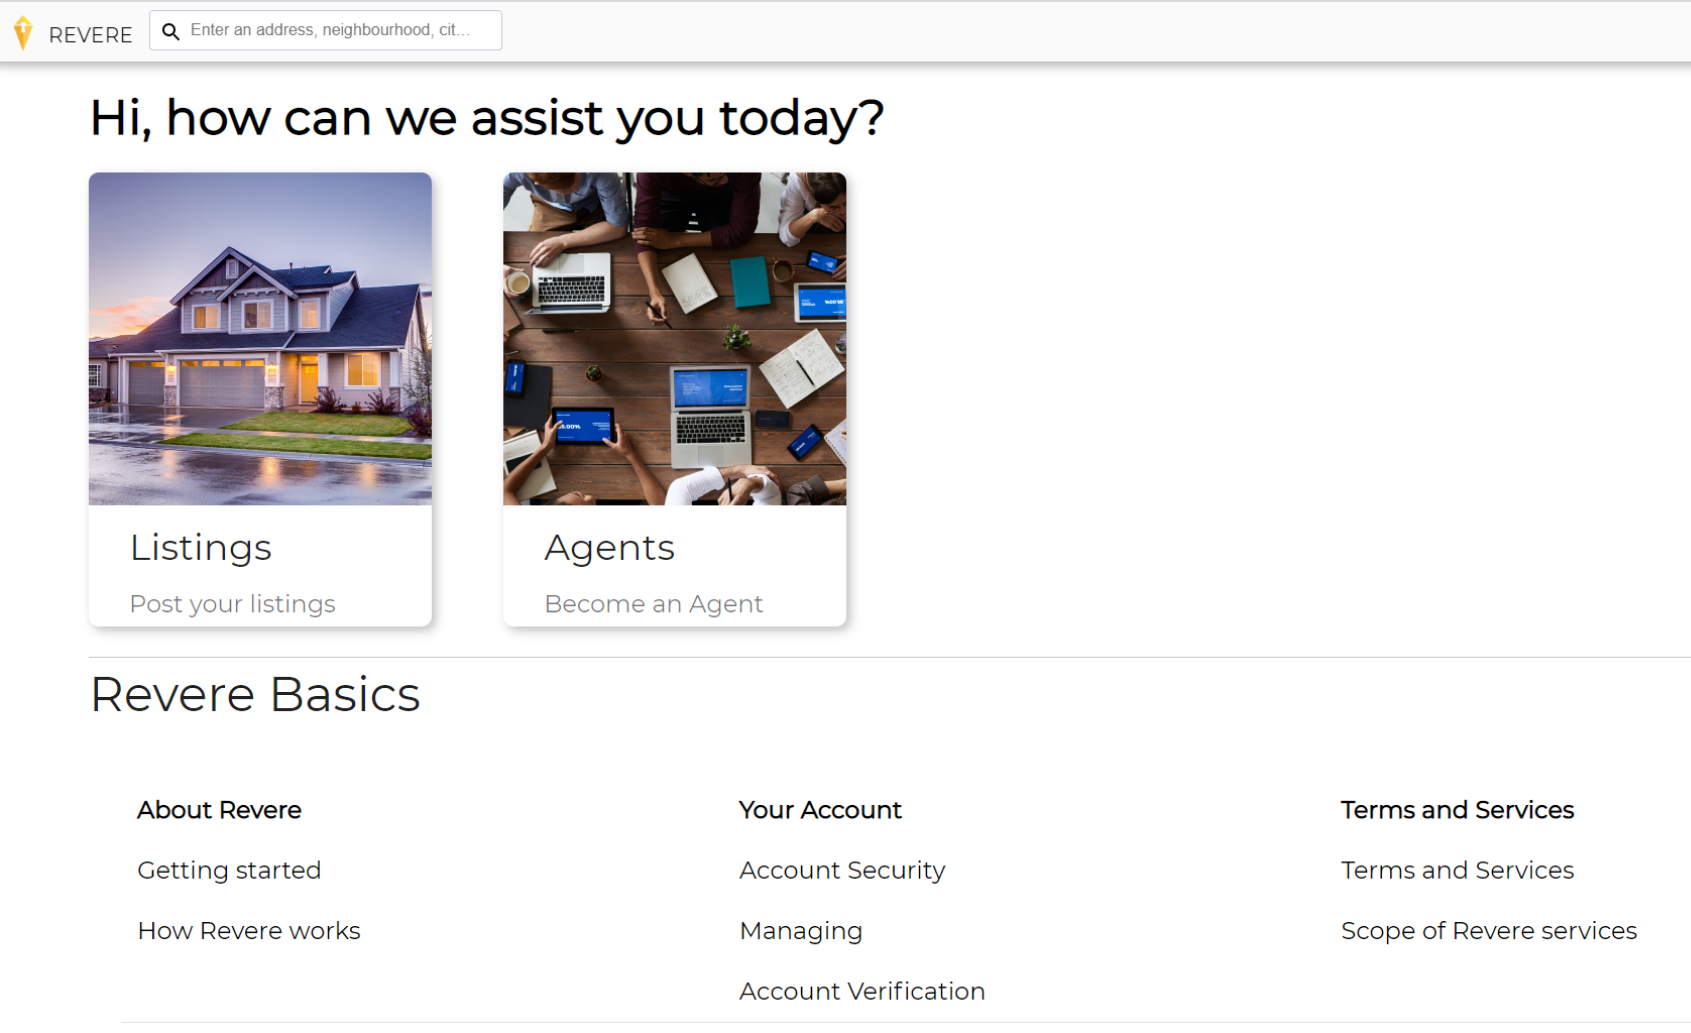 REVERE
Enter an address, neighbourhood, cit...
Hi, how can we assist you today?
Listings
Post your listings
Agents
Become an Agent
Revere Basics
About Revere
Getting started
How Revere works
Your Account
Account Security
Managing
Account Verification
Terms and Services
Terms and Services
Scope of Revere services